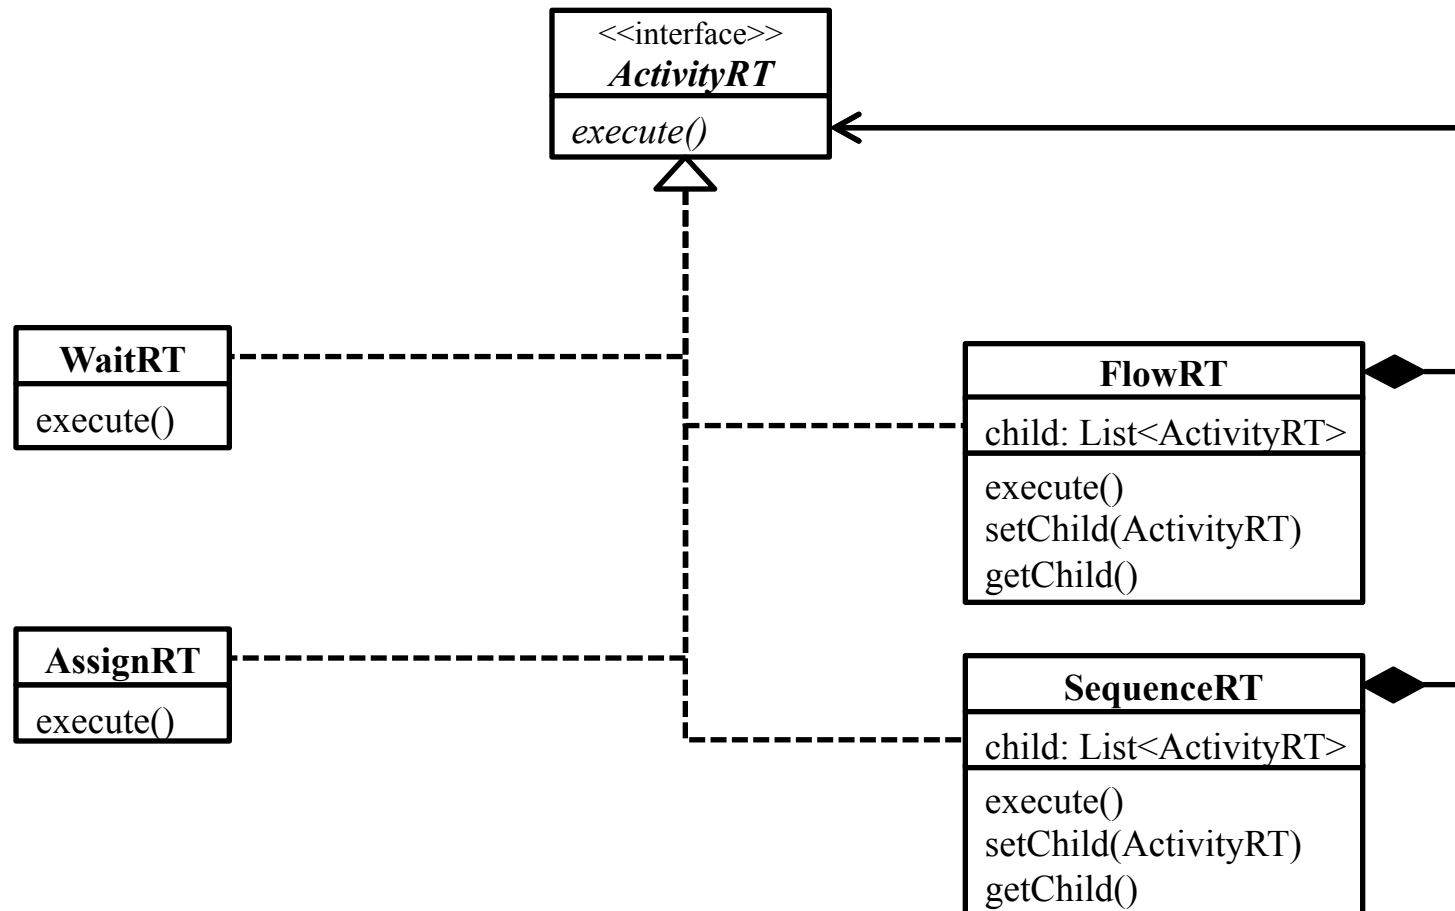 <<interface>>
ActivityRT
execute()
WaitRT
execute()
FlowRT
child: List<ActivityRT>
execute()
setChild(ActivityRT)
getChild()
AssignRT
execute()
SequenceRT
child: List<ActivityRT>
execute()
setChild(ActivityRT)
getChild()